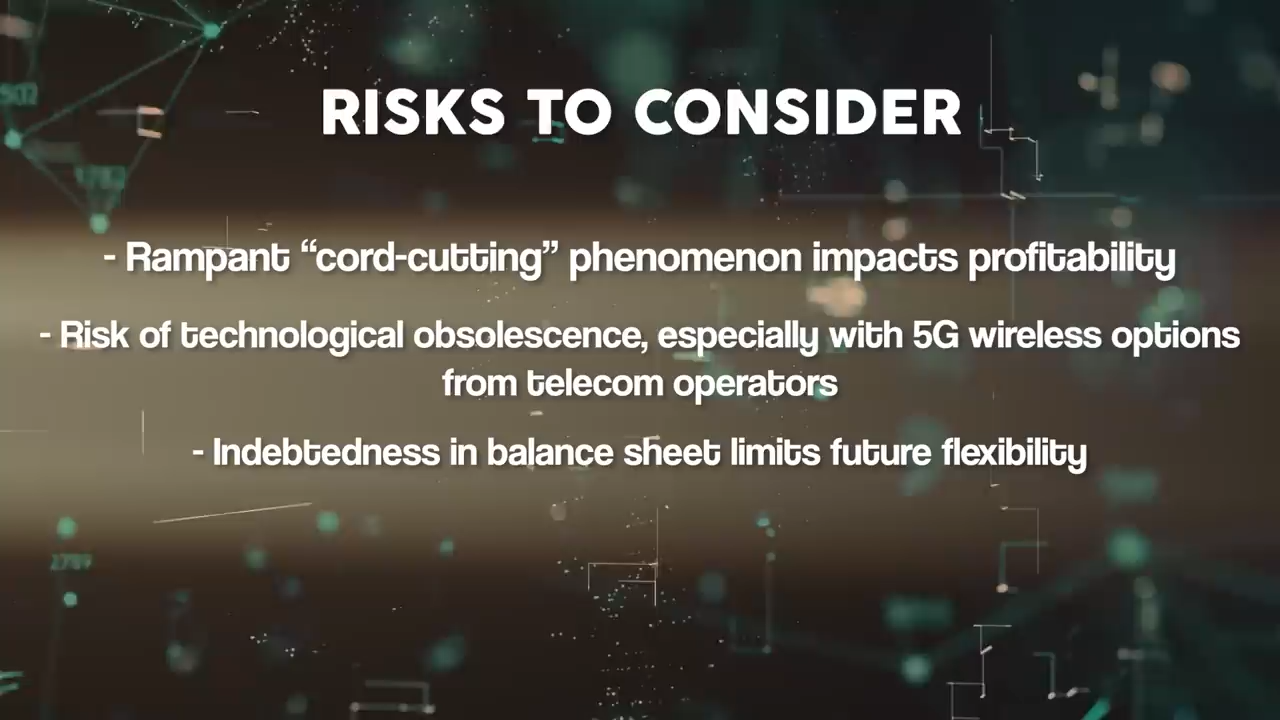 RISKS TO CONSIDER
- Rampant “cord-cutting” phenomenon impacts profitability
- Risk of technological obsolescence, especially with 5G wireless options
from telecom operators
- Indebtedness in balance sheet limits future flexibility